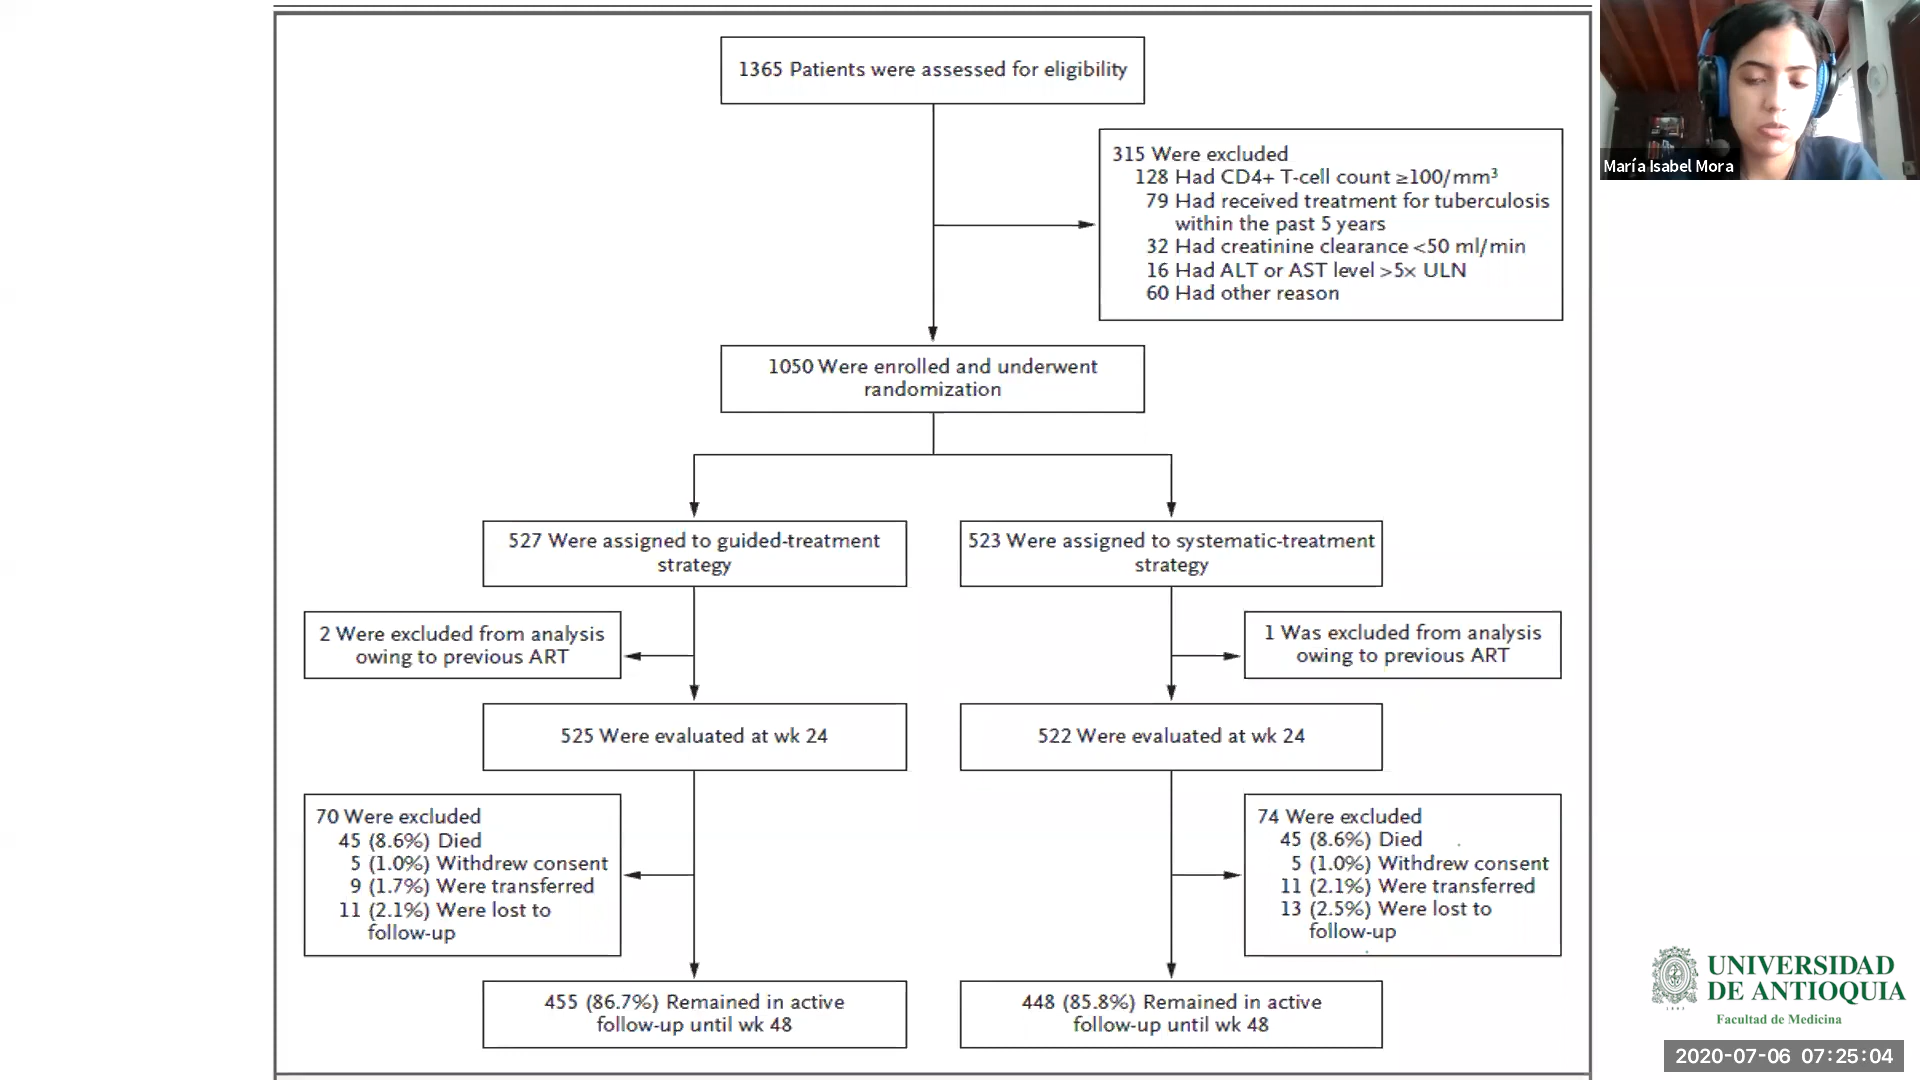 1365 Patients were assessed for eligibility
315 Were excluded
128 Had CD4+ T-cell count ≥100/mm³
79 Had received treatment for tuberculosis
within the past 5 years
32 Had creatinine clearance <50 ml/min
16 Had ALT or AST level >5× ULN
60 Had other reason
1050 Were enrolled and underwent
randomization
527 Were assigned to guided-treatment
strategy
523 Were assigned to systematic-treatment
strategy
2 Were excluded from analysis
owing to previous ART
1 Was excluded from analysis
owing to previous ART
525 Were evaluated at wk 24
522 Were evaluated at wk 24
70 Were excluded
45 (8.6%) Died
5 (1.0%) Withdrew consent
9 (1.7%) Were transferred
11 (2.1%) Were lost to
follow-up
74 Were excluded
45 (8.6%) Died
5 (1.0%) Withdrew consent
11 (2.1%) Were transferred
13 (2.5%) Were lost to
follow-up
455 (86.7%) Remained in active
follow-up until wk 48
448 (85.8%) Remained in active
follow-up until wk 48
María Isabel Mora
UNIVERSIDAD
DE ANTIOQUIA
Facultad de Medicina
2020-07-06 07:25:04